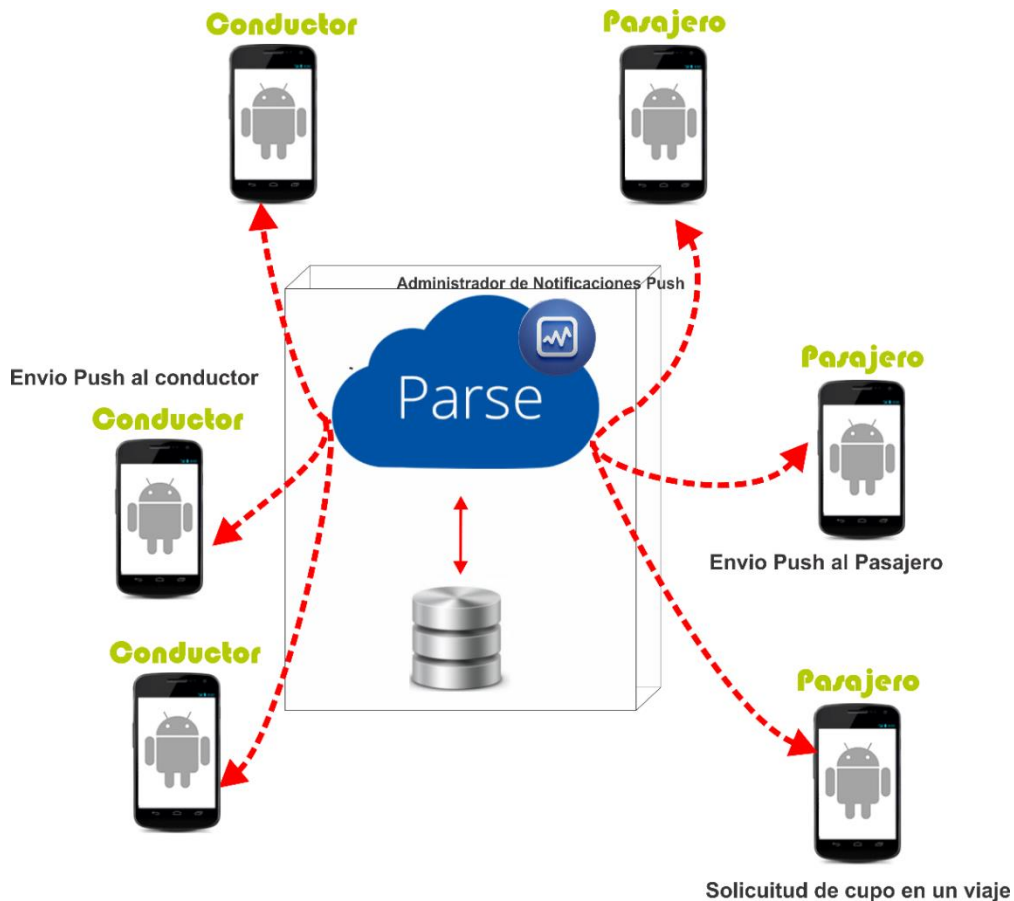 Conductor
Pasajero
Administrador de Notificaciones Push
Parse
Envio Push al conductor
Conductor
Pasajero
Envio Push al Pasajero
Conductor
Pasajero
Solicuitud de cupo en un viaje